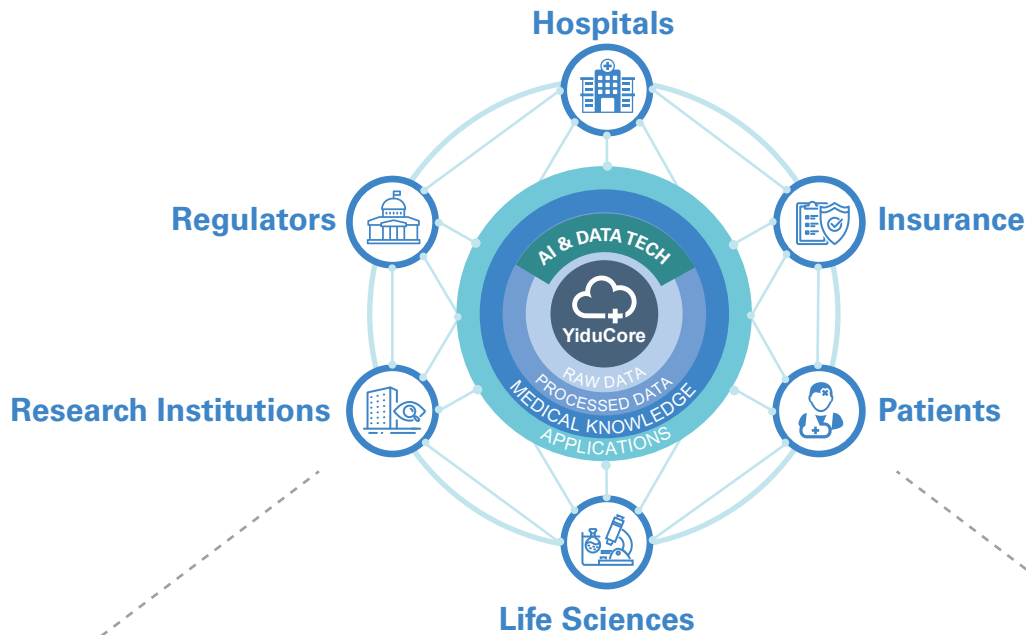 Hospitals
Regulators
Insurance
AI & DATA TECH
YiduCore
RAW DATA
PROCESSED DATA
MEDICAL KNOWLEDGE
APPLICATIONS
Research Institutions
Patients
Life Sciences